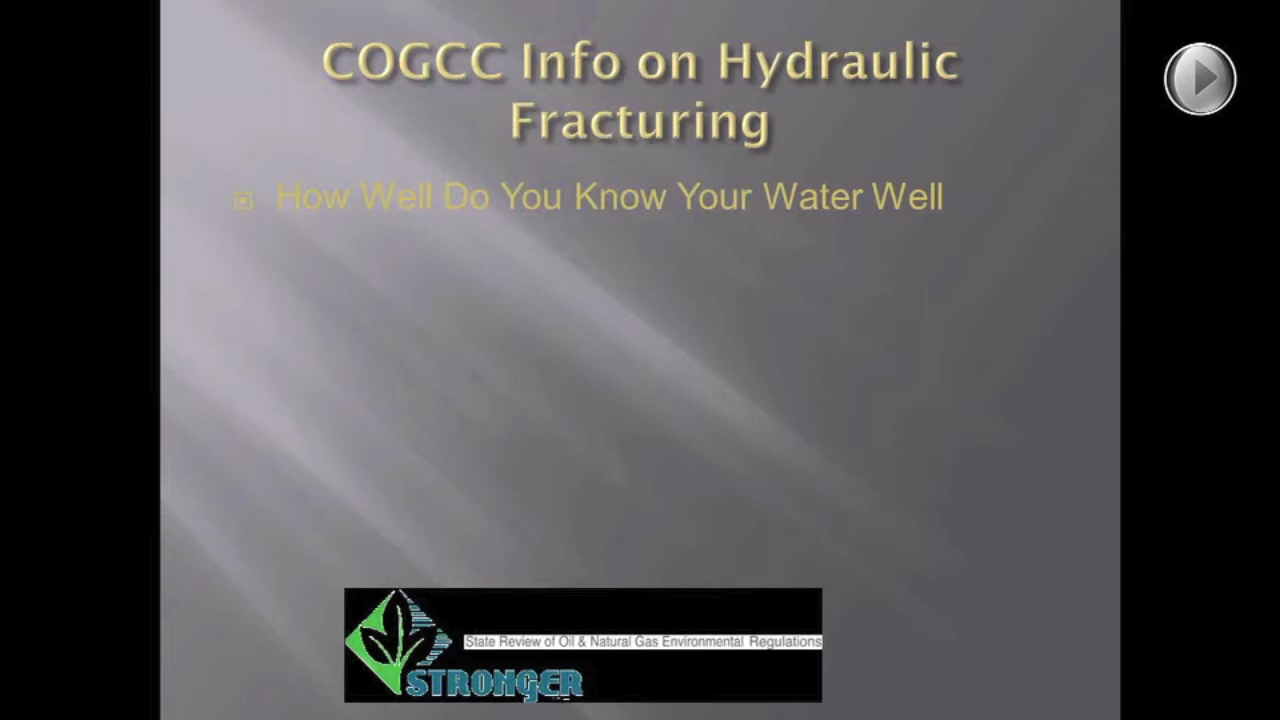 COGCC Info on Hydraulic
Fracturing
How Well Do You Know Your Water Well
State Review of Oil & Natural Gas Environmental Regulations
STRONGER